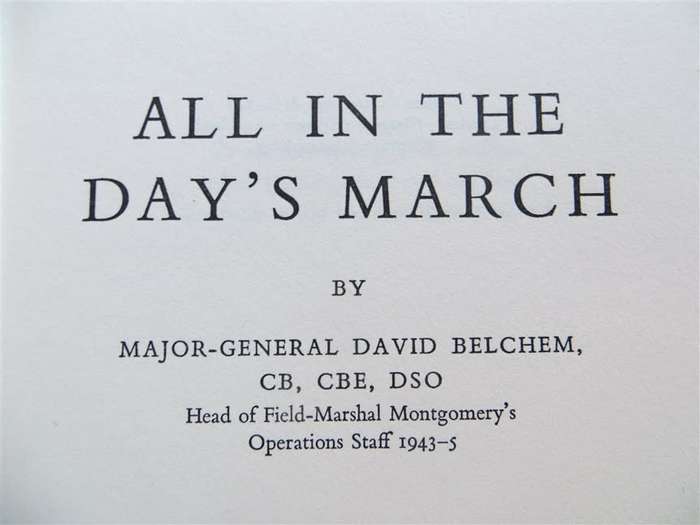 ALL IN THE
DAY'S MARCH
BY
MAJOR-GENERAL DAVID BELCHEM,
CB, CBE, DSO
Head of Field-Marshal Montgomery's
Operations Staff 1943–5